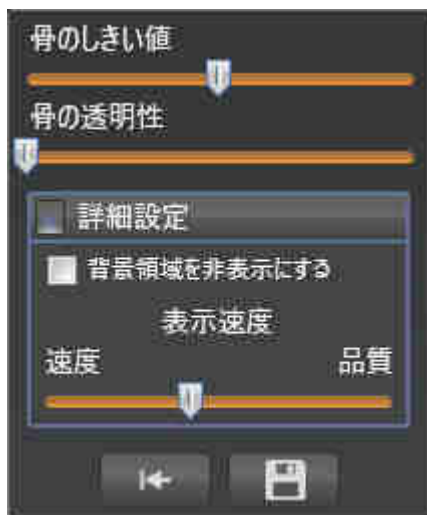 骨のしきい値
骨の透明性
詳細設定
背景領域を非表示にする
表示速度
速度 品質